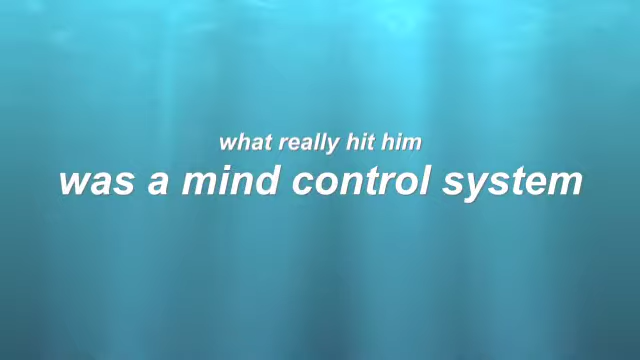 what really hit him
was a mind control system